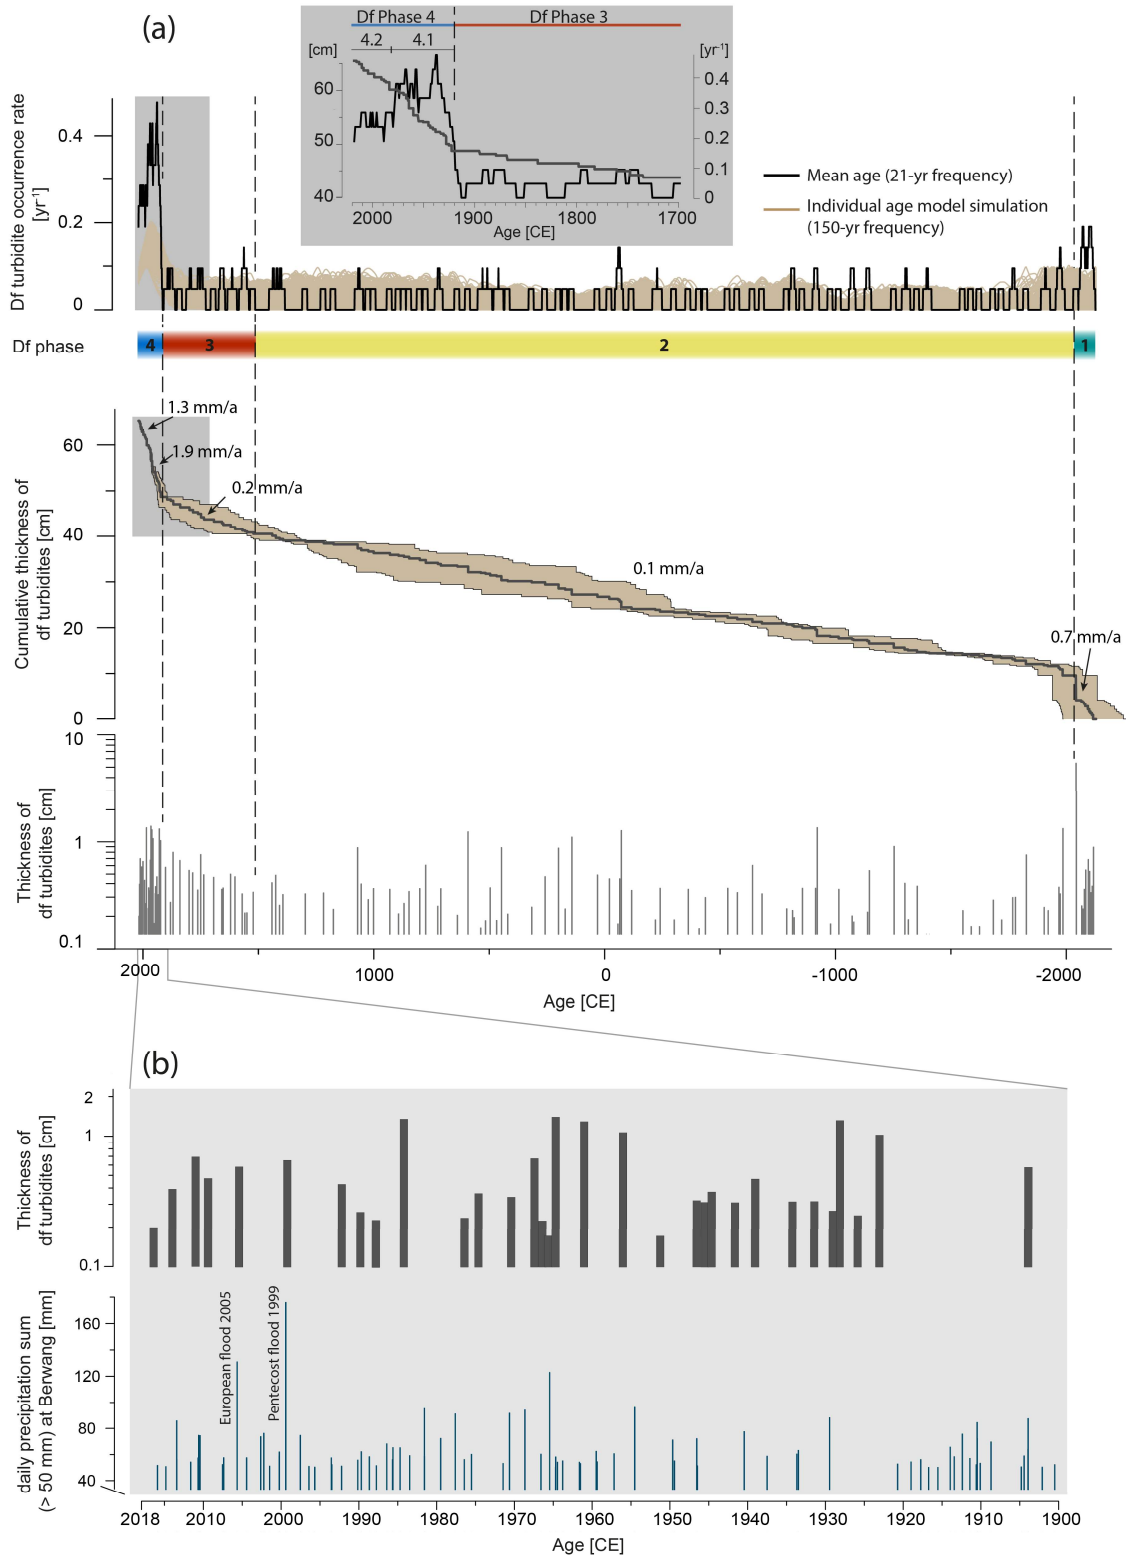 (a)
Df Phase 4
Df Phase 3
4.2
4.1
[cm]
[yr-1]
60
50
40
0.4
0.3
0.2
0.1
0
2000
1900
1800
1700
Age [CE]
Mean age (21-yr frequency)
Individual age model simulation
(150-yr frequency)
Df turbidite occurrence rate
[yr-1]
0.4
0.2
0
Df phase
4
3
2
1
Cumulative thickness of
df turbidites [cm]
60
40
20
0
1.3 mm/a
1.9 mm/a
0.2 mm/a
0.1 mm/a
0.7 mm/a
Thickness of
df turbidites [cm]
10
1
0.1
2000
1000
0
-1000
-2000
Age [CE]
(b)
Thickness of
df turbidites [cm]
2
1
0.1
daily precipitation sum
(> 50 mm) at Berwang [mm]
160
120
80
40
European flood 2005
Pentecost flood 1999
2018
2010
2000
1990
1980
1970
1960
1950
1940
1930
1920
1910
1900
Age [CE]